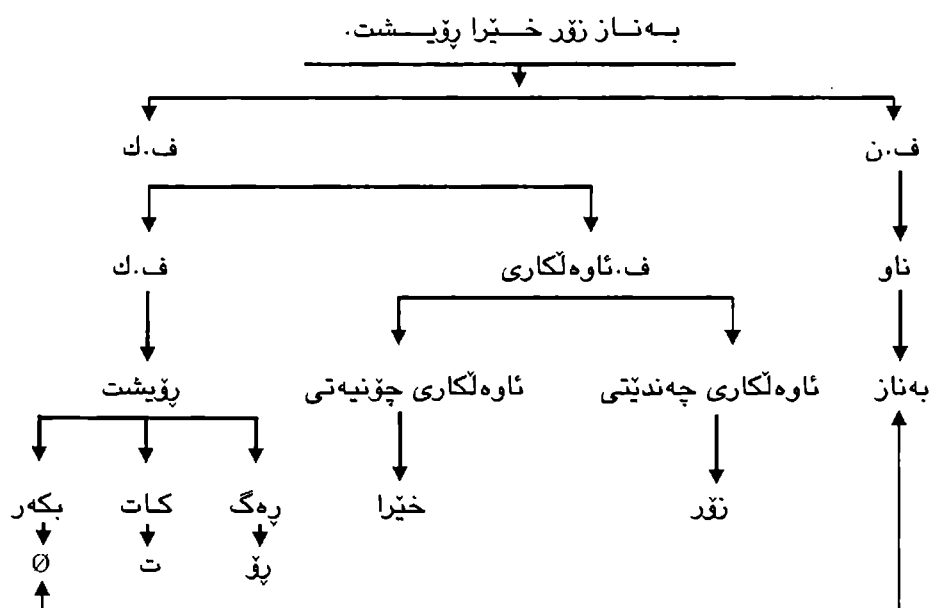 بەناز زۆر خێرا ڕۆیشت.
ف.ن ف.ك
ناو ف.ئاوەڵکاری ف.ك
بەناز ئاوەڵکاری چەندێتی ئاوەڵکاری چۆنیەتی ڕۆیشت
زۆر خێرا ڕەگ کات بکەر
ڕۆ ت Ø